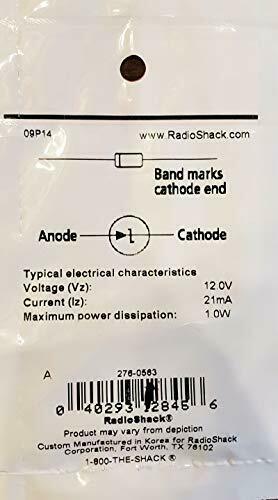 09P14 www.RadioShack.com
Band marks
cathode end
Anode Cathode
Typical electrical characteristics
Voltage (Vz): 12.0V
Current (Iz): 21mA
Maximum power dissipation: 1.0W
A 276-0563
0 40293 12845 6
RadioShack®
Product may vary from depiction
Custom Manufactured in Korea for RadioShack
Corporation, Fort Worth, TX 76102
1-800-THE-SHACK ®